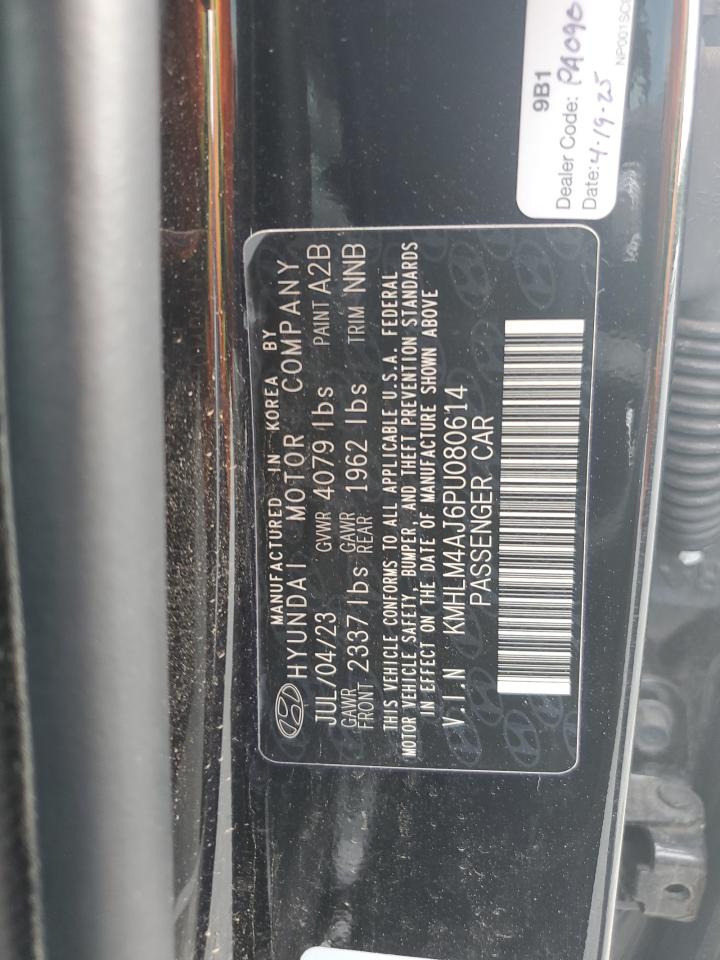 MANUFACTURED IN KOREA BY
HYUNDAI MOTOR COMPANY
JUL/04/23 GVWR 4079 lbs PAINT A2B
GAWR FRONT 2337 lbs GAWR REAR 1962 lbs TRIM NNB
THIS VEHICLE CONFORMS TO ALL APPLICABLE U.S.A. FEDERAL
MOTOR VEHICLE SAFETY, BUMPER, AND THEFT PREVENTION STANDARDS
IN EFFECT ON THE DATE OF MANUFACTURE SHOWN ABOVE
V.I.N KMHLM4AJ6PU080614
PASSENGER CAR
9B1
Dealer Code: PA090
Date: 4-19-25